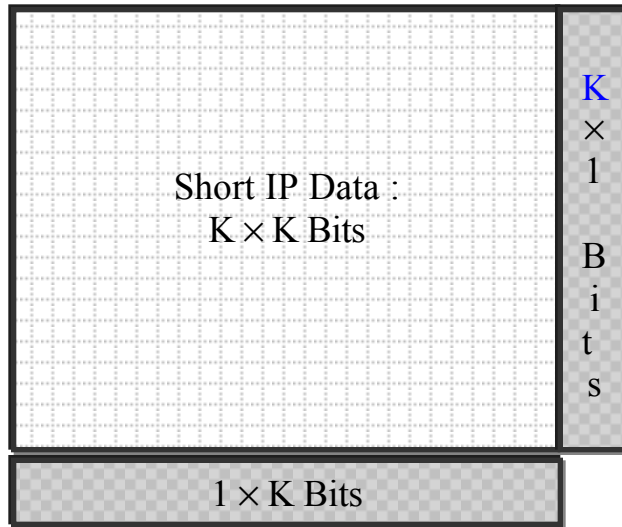 Short IP Data :
K × K Bits
K
×
1
B
i
t
s
1 × K Bits